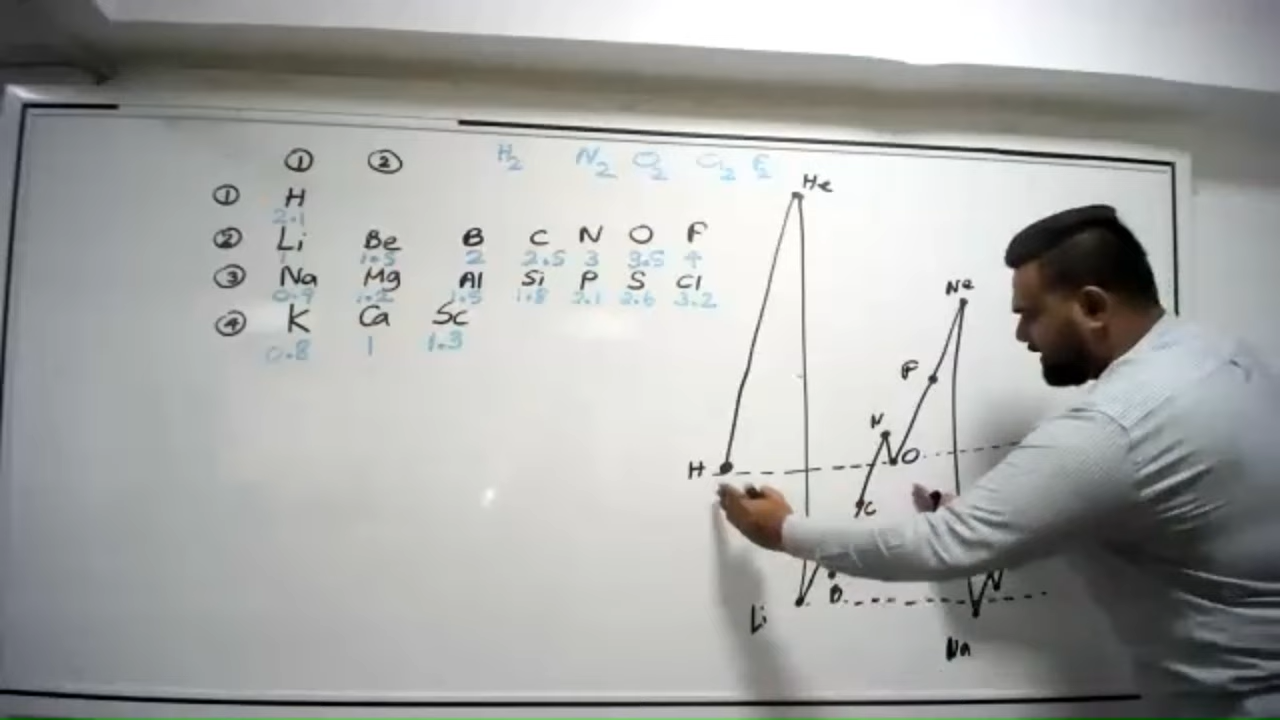 ① ② H₂ N₂ O₂ Cl₂ F₂
① H
2.1
② Li Be B C N O F
1 1.5 2 2.5 3 3.5 4
③ Na Mg Al Si P S Cl
0.9 1.2 1.5 1.8 2.1 2.6 3.2
④ K Ca Sc
0.8 1 1.3
He
Ne
F
N
H O
C
B
Li
Na